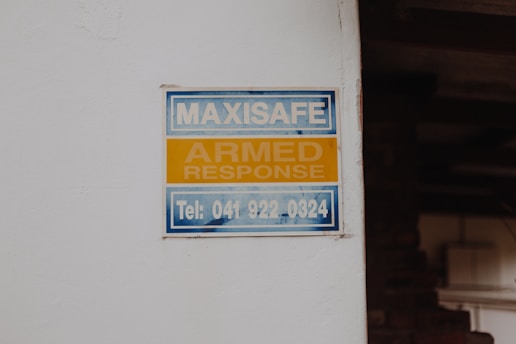 MAXISAFE
ARMED
RESPONSE
Tel: 041 922 0324